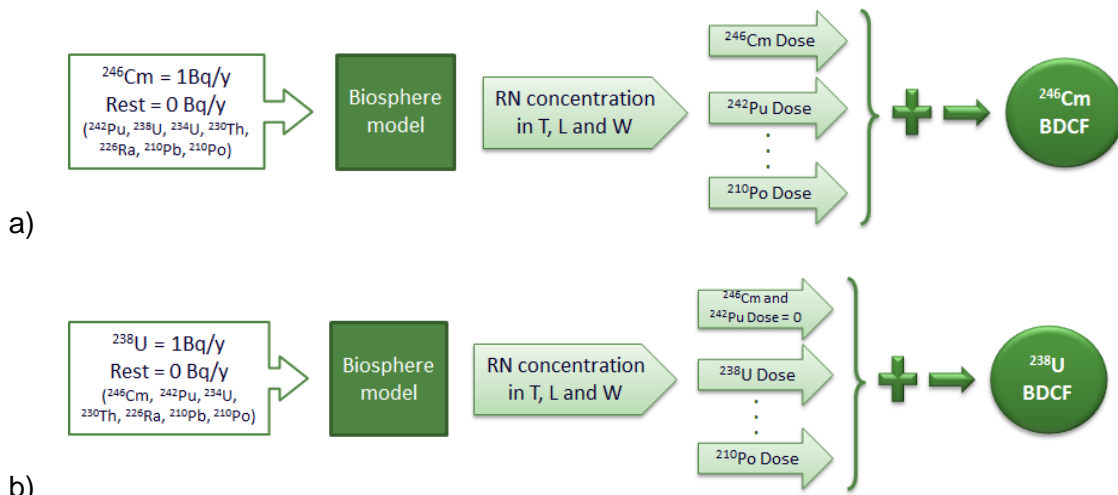 ²⁴⁶Cm = 1Bq/y
Rest = 0 Bq/y
(²⁴²Pu, ²³⁸U, ²³⁴U, ²³⁰Th,
²²⁶Ra, ²¹⁰Pb, ²¹⁰Po)
Biosphere
model
RN concentration
in T, L and W
²⁴⁶Cm Dose
²⁴²Pu Dose
²¹⁰Po Dose
²⁴⁶Cm
BDCF
a)
²³⁸U = 1Bq/y
Rest = 0 Bq/y
(²⁴⁶Cm, ²⁴²Pu, ²³⁴U,
²³⁰Th, ²²⁶Ra, ²¹⁰Pb, ²¹⁰Po)
Biosphere
model
RN concentration
in T, L and W
²⁴⁶Cm and
²⁴²Pu Dose = 0
²³⁸U Dose
²¹⁰Po Dose
²³⁸U
BDCF
b)